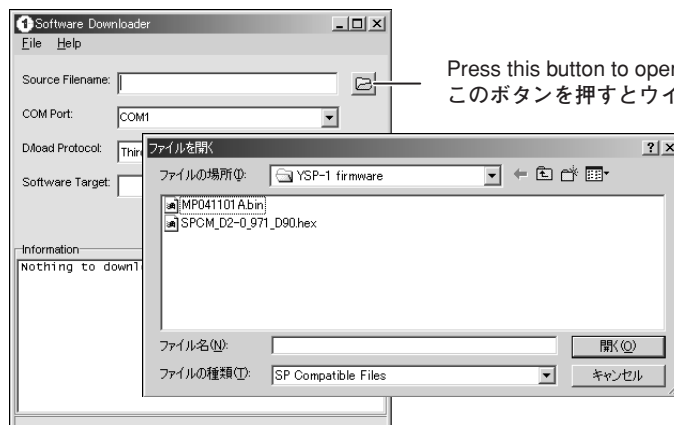 Software Downloader
File Help
Source Filename:
Press this button to open
このボタンを押すとウイ
COM Port: COM1
D/load Protocol: Thir
Software Target:
Information
Nothing to downl
ファイルを開く
ファイルの場所(I): YSP-1 firmware
MP041101A.bin
SPCM_D2-0_971_D90.hex
ファイル名(N): 開く(O)
ファイルの種類(T): SP Compatible Files キャンセル